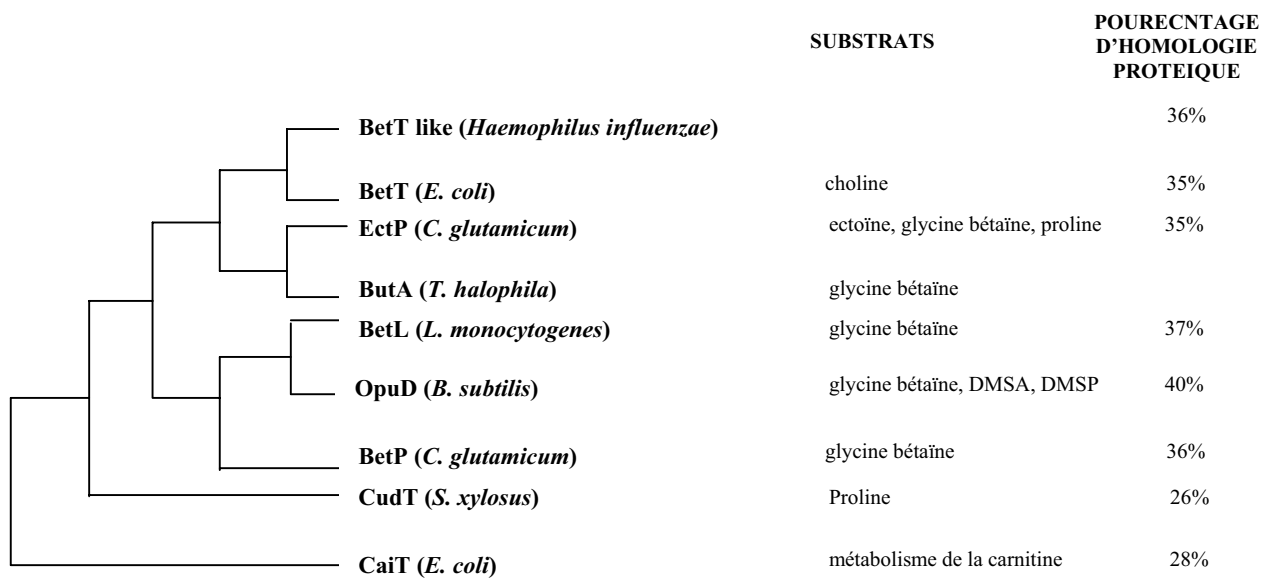 SUBSTRATS
POURECNTAGE
D'HOMOLOGIE
PROTEIQUE
BetT like (Haemophilus influenzae) 36%
BetT (E. coli) choline 35%
EctP (C. glutamicum) ectoïne, glycine bétaïne, proline 35%
ButA (T. halophila) glycine bétaïne
BetL (L. monocytogenes) glycine bétaïne 37%
OpuD (B. subtilis) glycine bétaïne, DMSA, DMSP 40%
BetP (C. glutamicum) glycine bétaïne 36%
CudT (S. xylosus) Proline 26%
CaiT (E. coli) métabolisme de la carnitine 28%